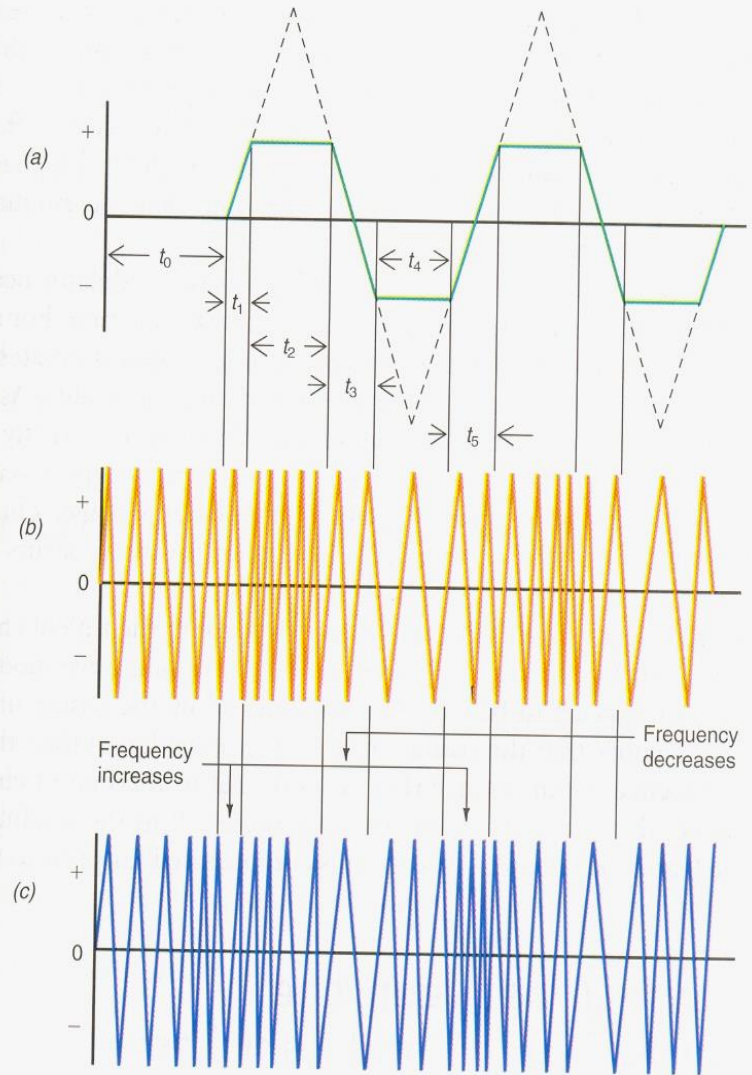 +
(a)
0
−
t0
t1
t2
t3
t4
t5
+
(b)
0
−
Frequency
increases
Frequency
decreases
+
(c)
0
−